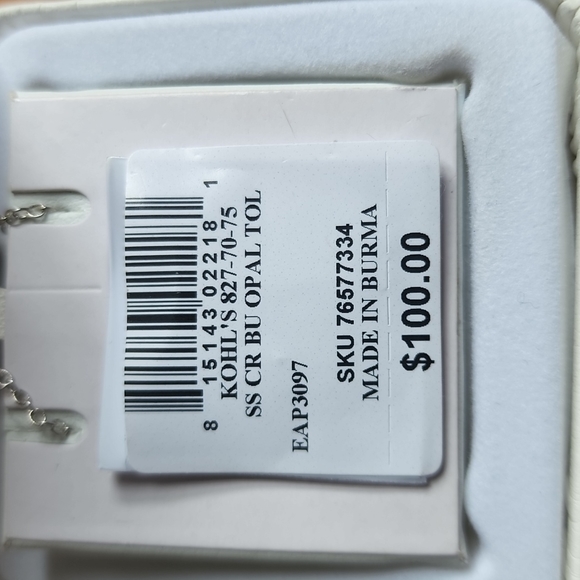 8 15143 02218 1
KOHL'S 827-70-75
SS CR BU OPAL TOL
EAP3097
SKU 76577334
MADE IN BURMA
$100.00